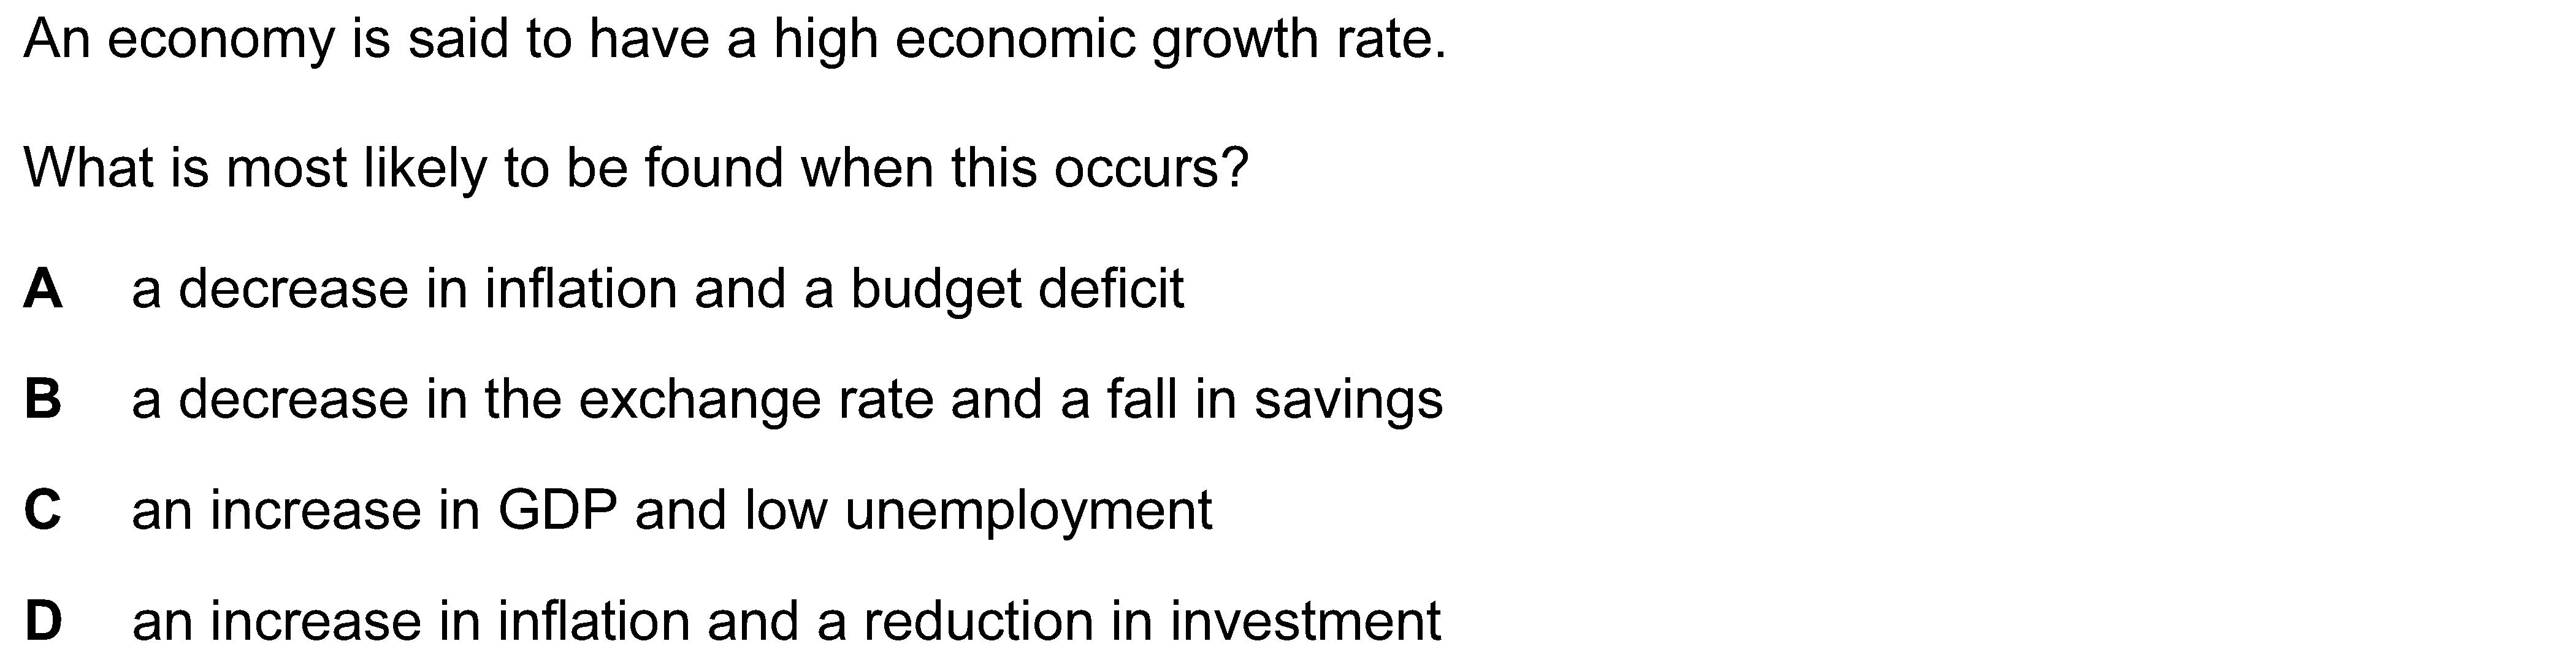 An economy is said to have a high economic growth rate.
What is most likely to be found when this occurs?
A a decrease in inflation and a budget deficit
B a decrease in the exchange rate and a fall in savings
C an increase in GDP and low unemployment
D an increase in inflation and a reduction in investment